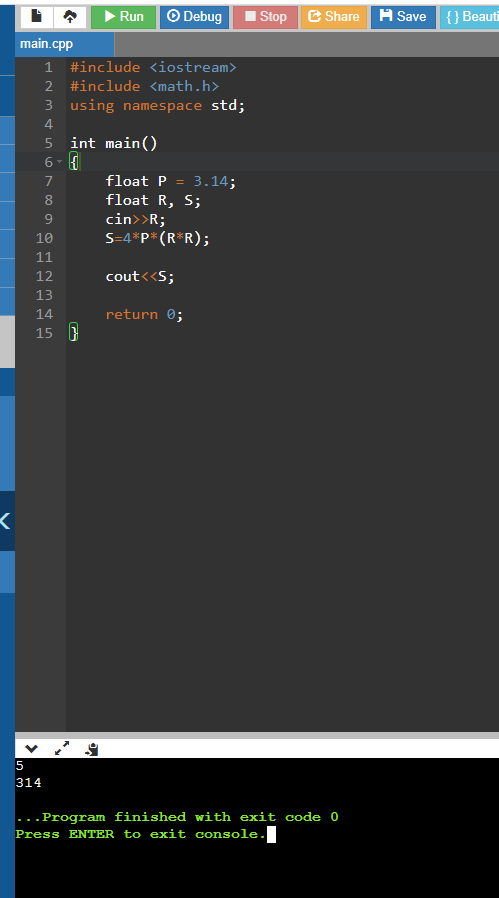 Run Debug Stop Share Save { } Beauti
main.cpp
1 #include <iostream>
2 #include <math.h>
3 using namespace std;
4
5 int main()
6 {
7     float P = 3.14;
8     float R, S;
9     cin>>R;
10     S=4*P*(R*R);
11
12     cout<<S;
13
14     return 0;
15 }
5
314
...Program finished with exit code 0
Press ENTER to exit console.